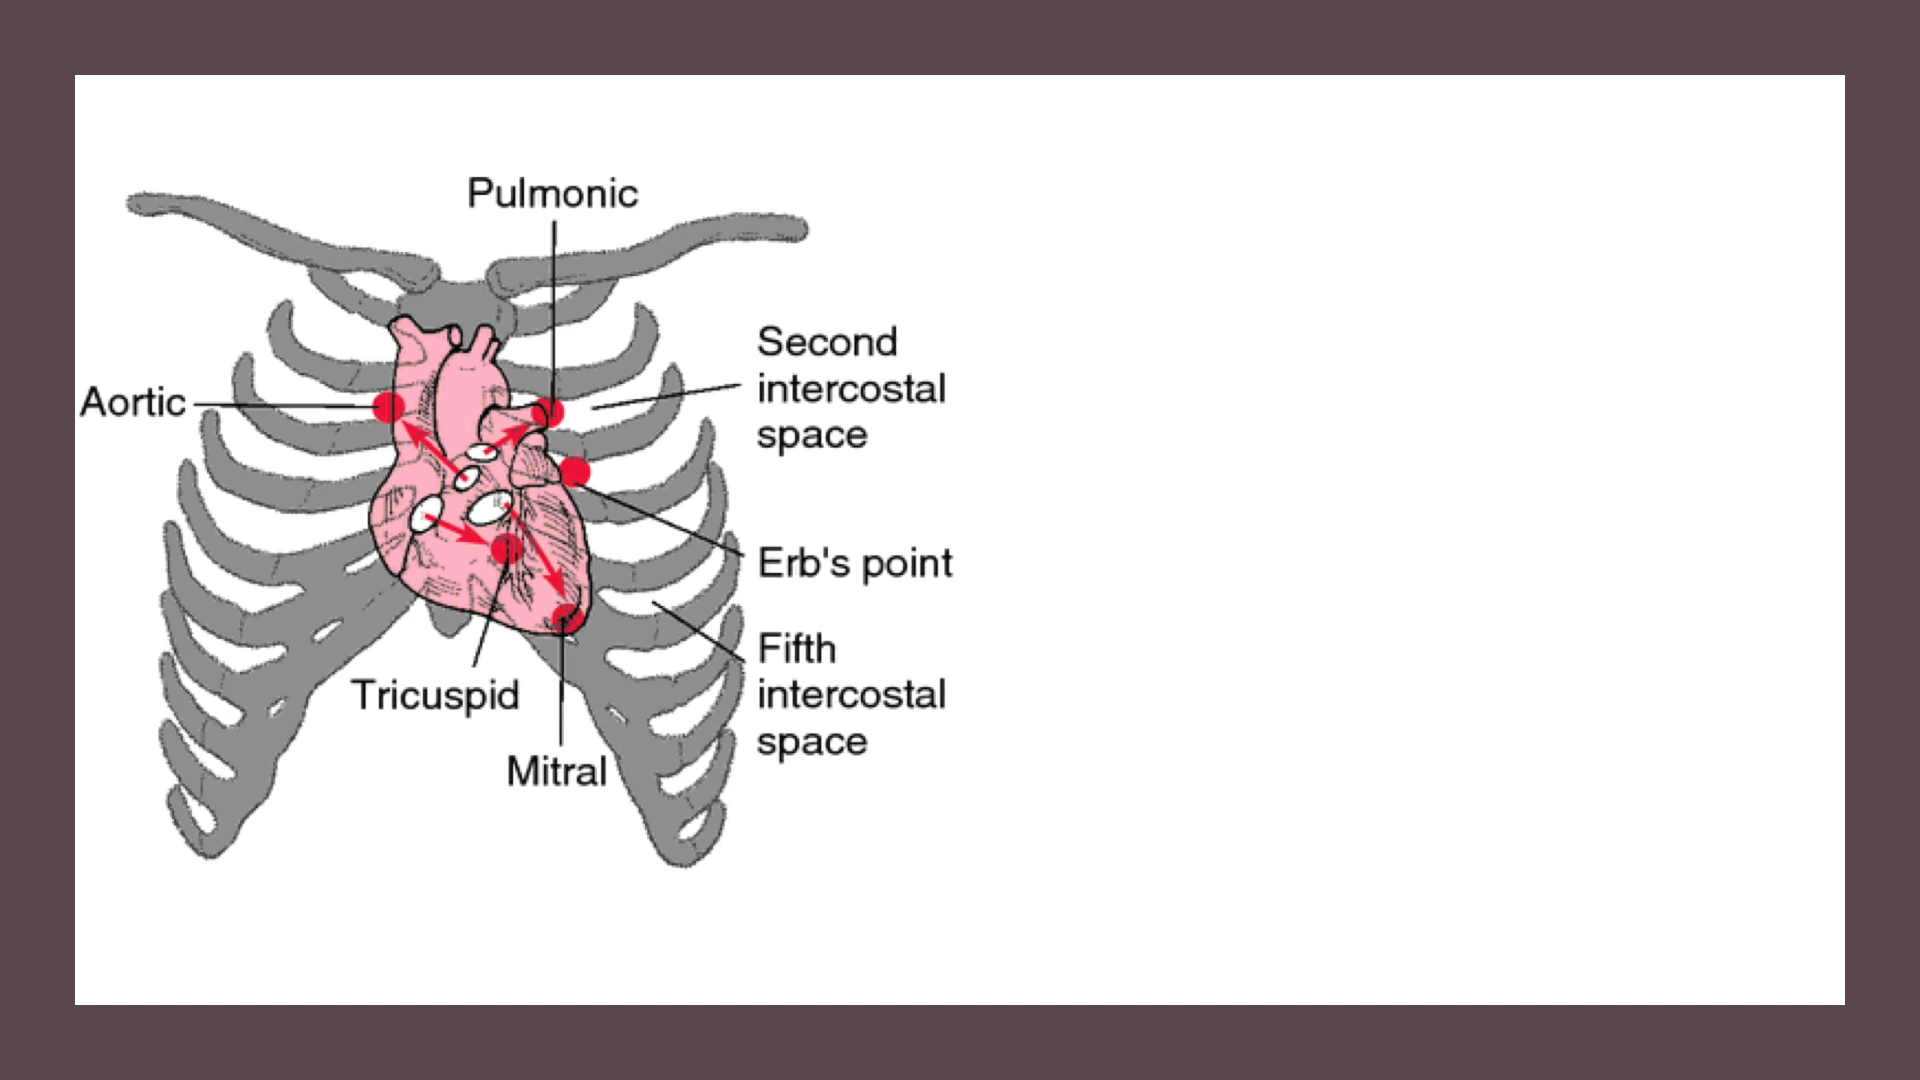 Pulmonic
Second
intercostal
space
Aortic
Erb's point
Fifth
intercostal
space
Tricuspid
Mitral